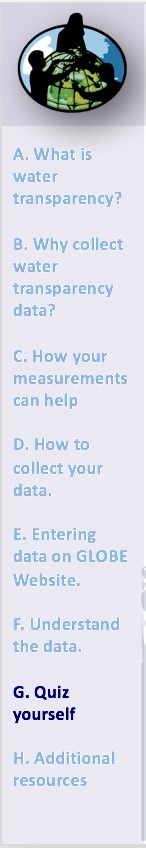 A. What is
water
transparency?
B. Why collect
water
transparency
data?
C. How your
measurements
can help
D. How to
collect your
data.
E. Entering
data on GLOBE
Website.
F. Understand
the data.
G. Quiz
yourself
H. Additional
resources